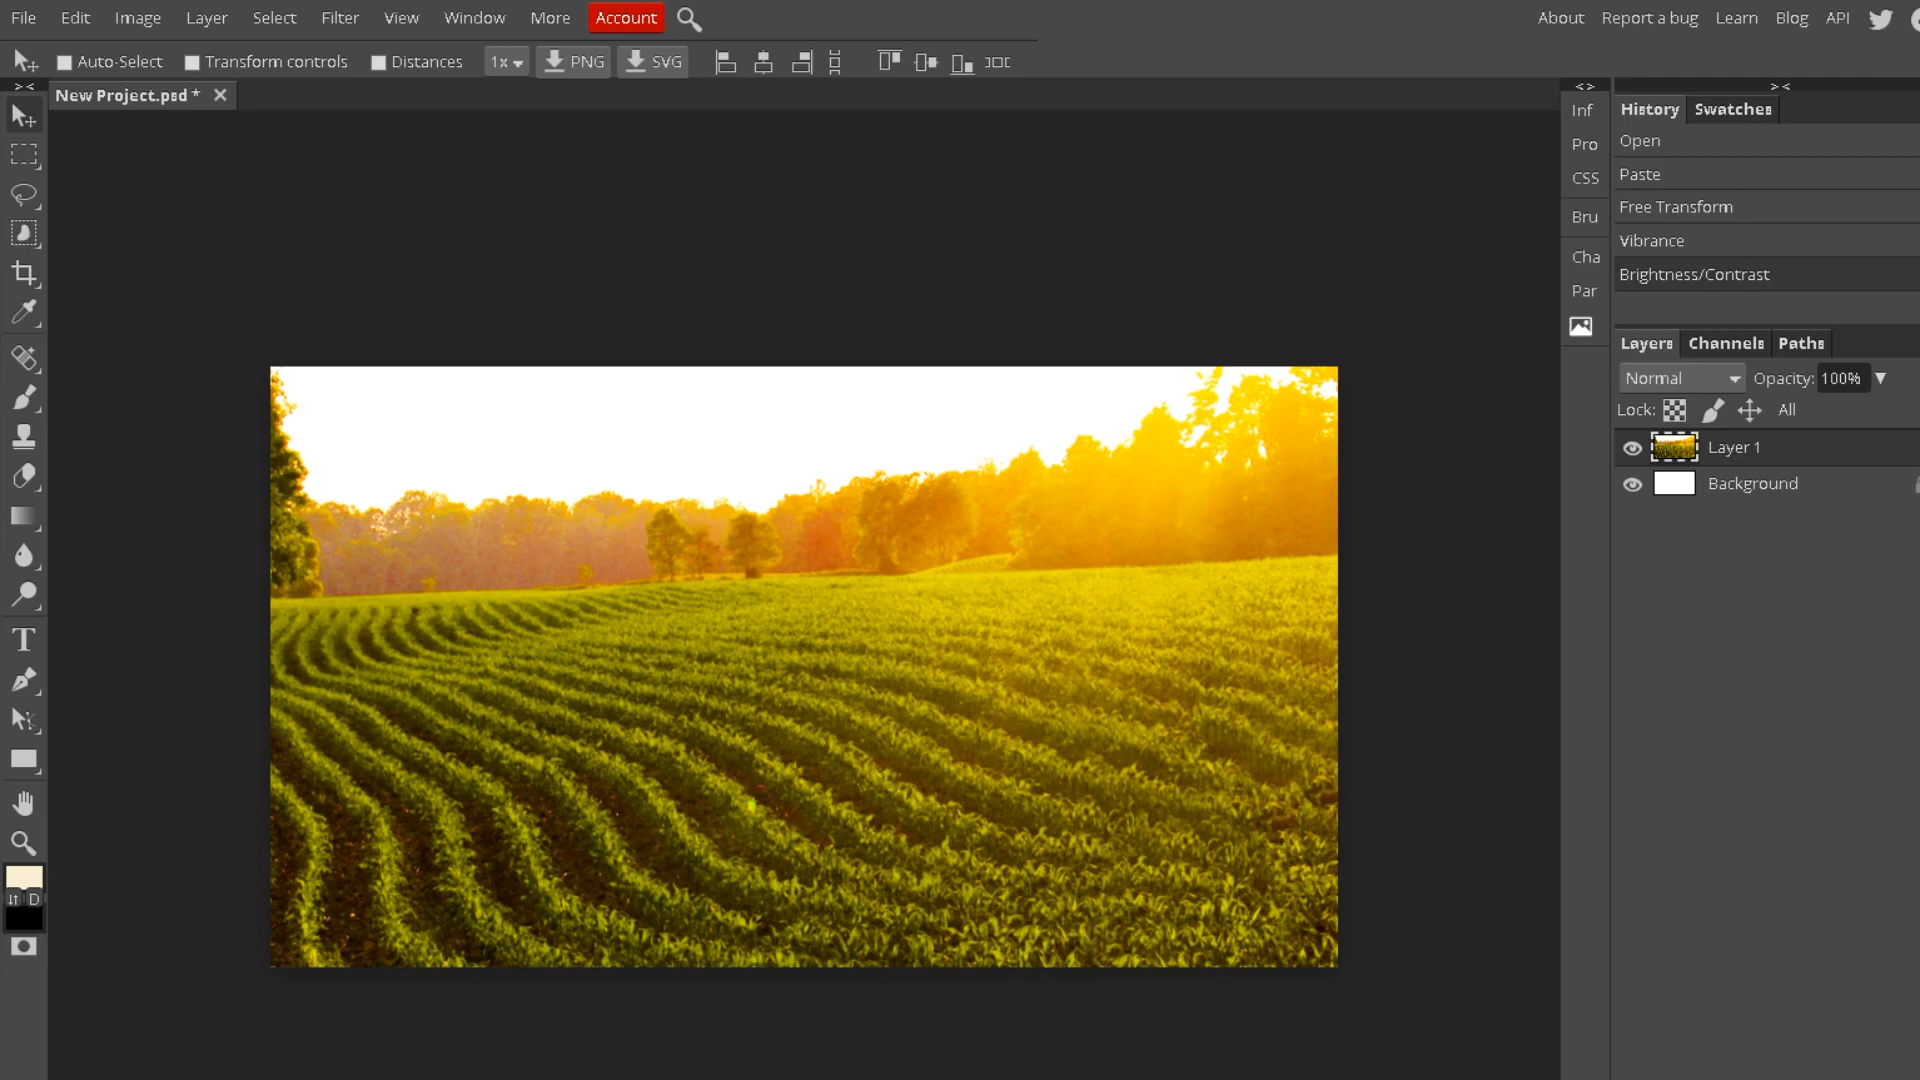 File Edit Image Layer Select Filter View Window More Account About Report a bug Learn Blog API
Auto-Select Transform controls Distances 1x PNG SVG
New Project.psd *
Inf
Pro
CSS
Bru
Cha
Par
History Swatches
Open
Paste
Free Transform
Vibrance
Brightness/Contrast
Layers Channels Paths
Normal Opacity: 100%
Lock: All
Layer 1
Background
D